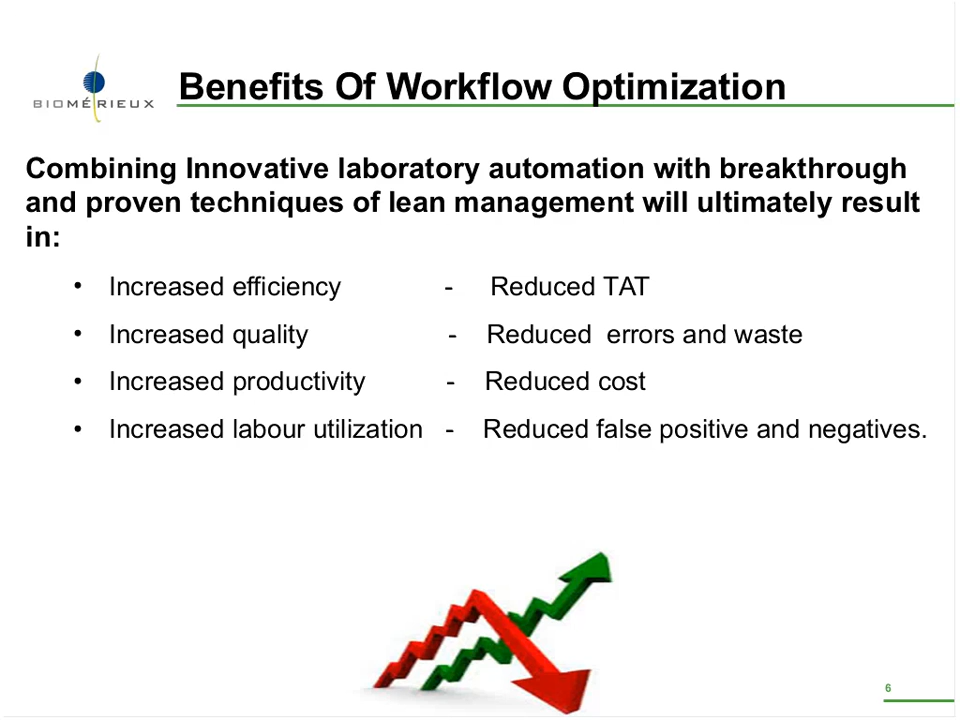 BIOMÉRIEUX
Benefits Of Workflow Optimization
Combining Innovative laboratory automation with breakthrough
and proven techniques of lean management will ultimately result
in:
• Increased efficiency - Reduced TAT
• Increased quality - Reduced errors and waste
• Increased productivity - Reduced cost
• Increased labour utilization - Reduced false positive and negatives.
6